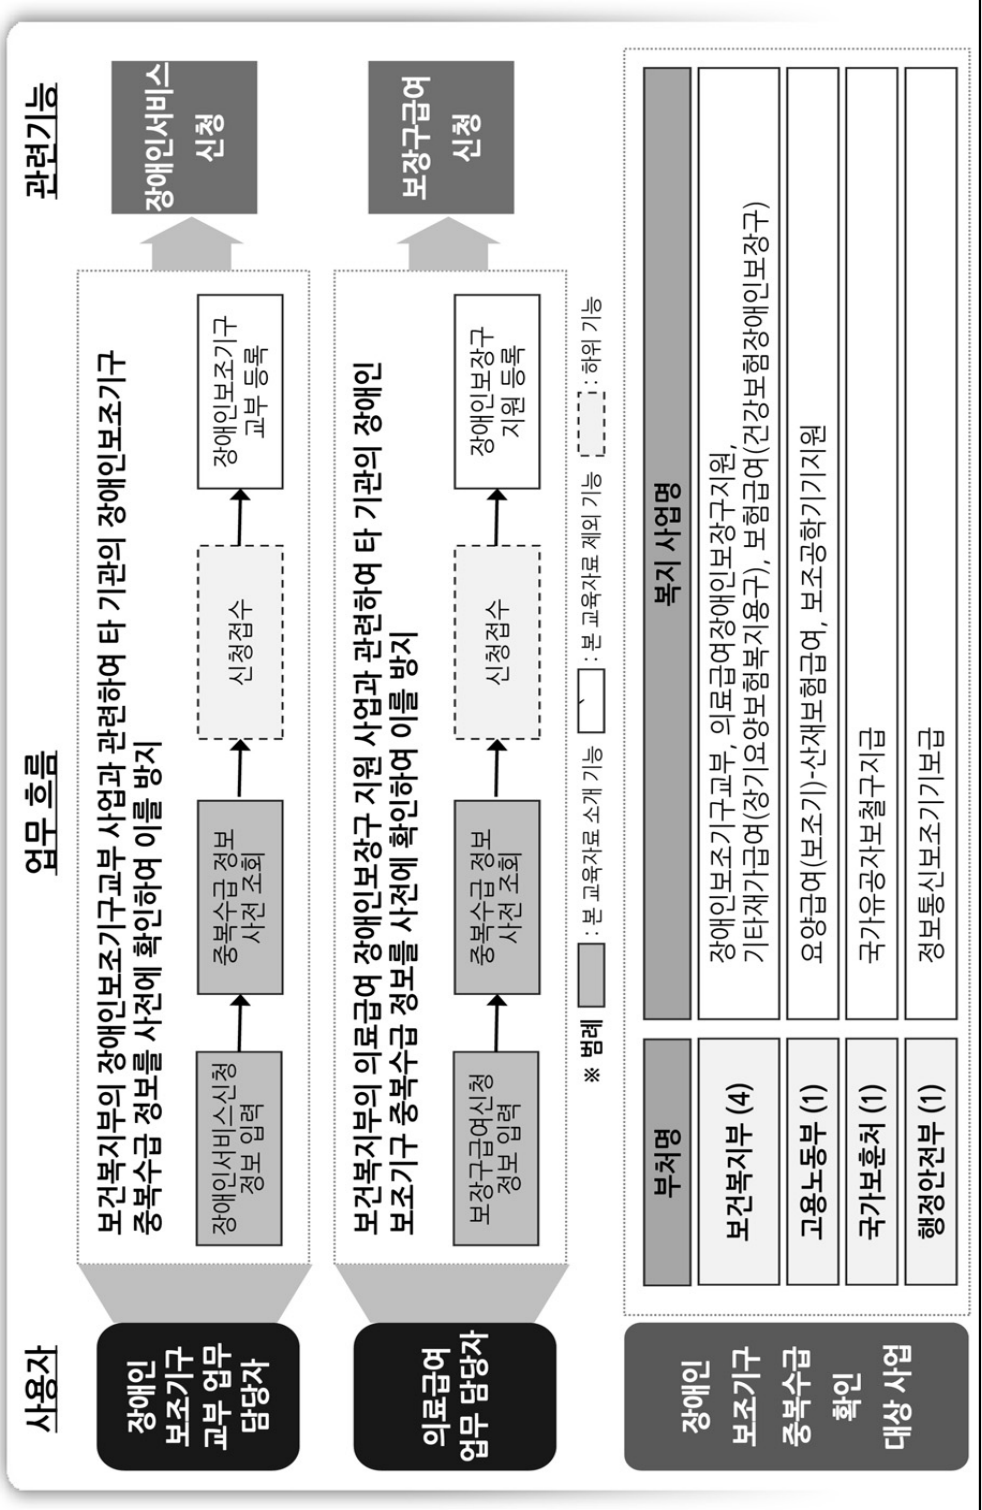 사용자
업무 흐름
관련기능
장애인
보조기구
교부 업무
담당자
보건복지부의 장애인보조기구교부 사업과 관련하여 타 기관의 장애인보조기구
중복수급 정보를 사전에 확인하여 이를 방지
장애인서비스신청
정보 입력
중복수급 정보
사전 조회
신청접수
장애인보조기구
교부 등록
장애인서비스
신청
의료급여
업무 담당자
보건복지부의 의료급여 장애인보장구 지원 사업과 관련하여 타 기관의 장애인
보조기구 중복수급 정보를 사전에 확인하여 이를 방지
보장구급여신청
정보 입력
중복수급 정보
사전 조회
신청접수
장애인보장구
지원 등록
보장구급여
신청
※ 범례 : 본 교육자료 소개 기능 : 본 교육자료 제외 기능 : 하위 기능
장애인
보조기구
중복수급
확인
대상 사업
부처명 복지 사업명
보건복지부 (4) 장애인보조기구교부, 의료급여장애인보장구지원,
기타재가급여(장기요양보험복지용구), 보험급여(건강보험장애인보장구)
고용노동부 (1) 요양급여(보조기)-산재보험급여, 보조공학기기지원
국가보훈처 (1) 국가유공자보철구지급
행정안전부 (1) 정보통신보조기기보급